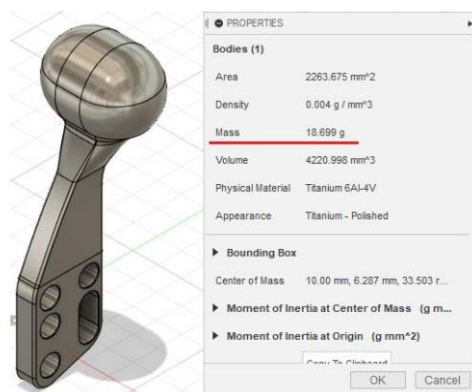 PROPERTIES
Bodies (1)
Area 2263.675 mm^2
Density 0.004 g / mm^3
Mass 18.699 g
Volume 4220.998 mm^3
Physical Material Titanium 6Al-4V
Appearance Titanium - Polished
Bounding Box
Center of Mass 10.00 mm, 6.287 mm, 33.503 r...
Moment of Inertia at Center of Mass (g m...
Moment of Inertia at Origin (g mm^2)
Copy To Clipboard
OK Cancel